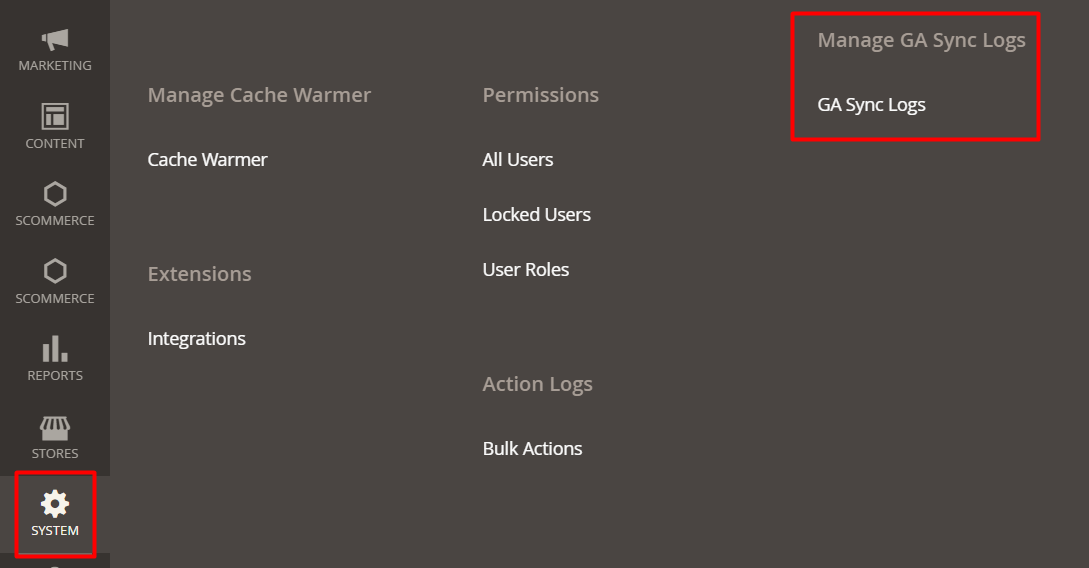 MARKETING
CONTENT
SCOMMERCE
SCOMMERCE
REPORTS
STORES
SYSTEM
Manage Cache Warmer
Cache Warmer
Extensions
Integrations
Permissions
All Users
Locked Users
User Roles
Action Logs
Bulk Actions
Manage GA Sync Logs
GA Sync Logs